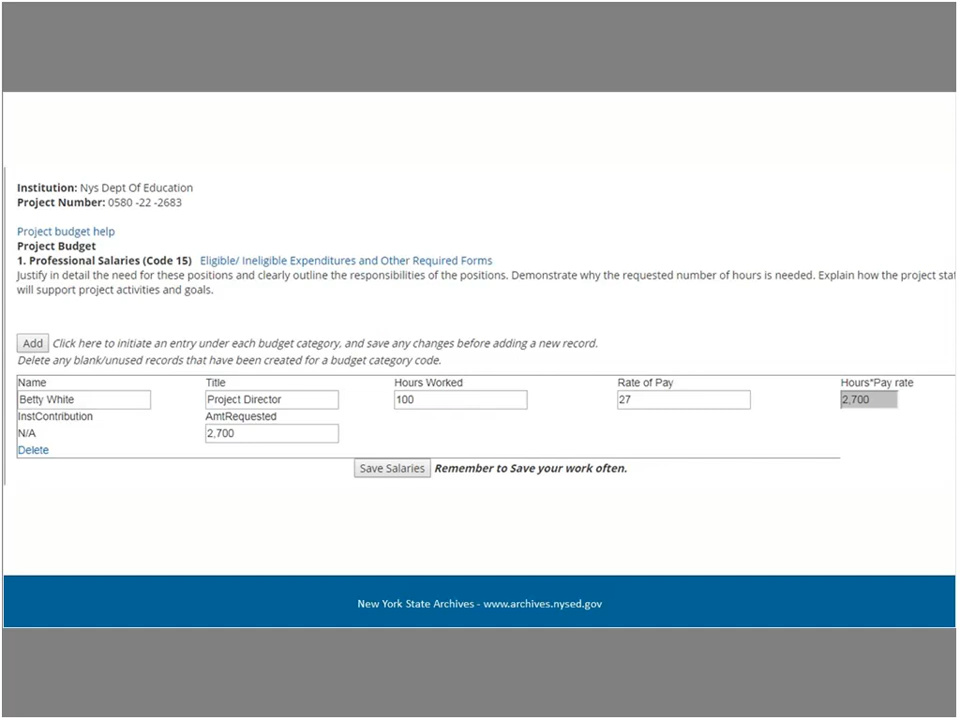 Institution: Nys Dept Of Education
Project Number: 0580 -22 -2683
Project budget help
Project Budget
1. Professional Salaries (Code 15) Eligible/ Ineligible Expenditures and Other Required Forms
Justify in detail the need for these positions and clearly outline the responsibilities of the positions. Demonstrate why the requested number of hours is needed. Explain how the project
will support project activities and goals.
Add Click here to initiate an entry under each budget category, and save any changes before adding a new record.
Delete any blank/unused records that have been created for a budget category code.
Name Title Hours Worked Rate of Pay Hours*Pay rate
Betty White Project Director 100 27 2,700
InstContribution AmtRequested
N/A 2,700
Delete
Save Salaries Remember to Save your work often.
New York State Archives - www.archives.nysed.gov